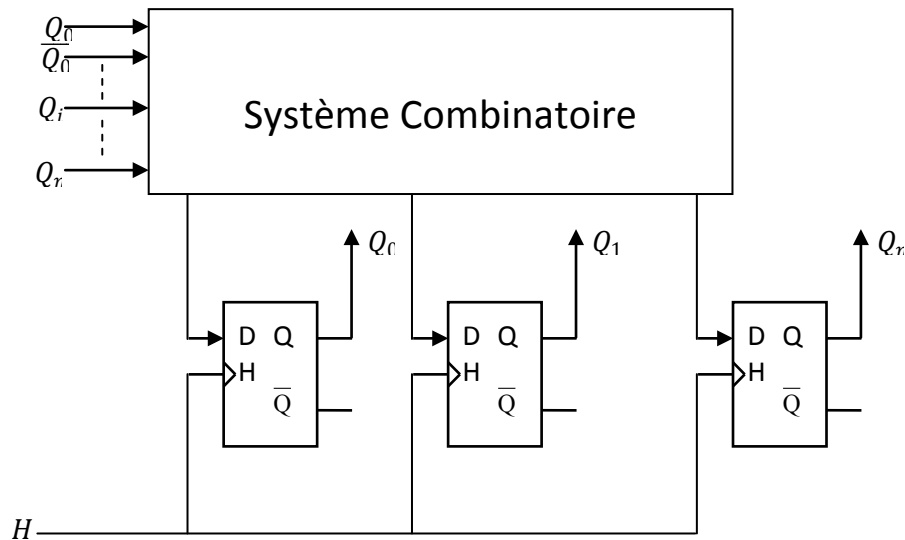 Q₀
Q̅₀
Système Combinatoire
Qᵢ
Qₙ
Q₀
Q₁
Qₙ
D Q
H
Q̅
D Q
H
Q̅
D Q
H
Q̅
H